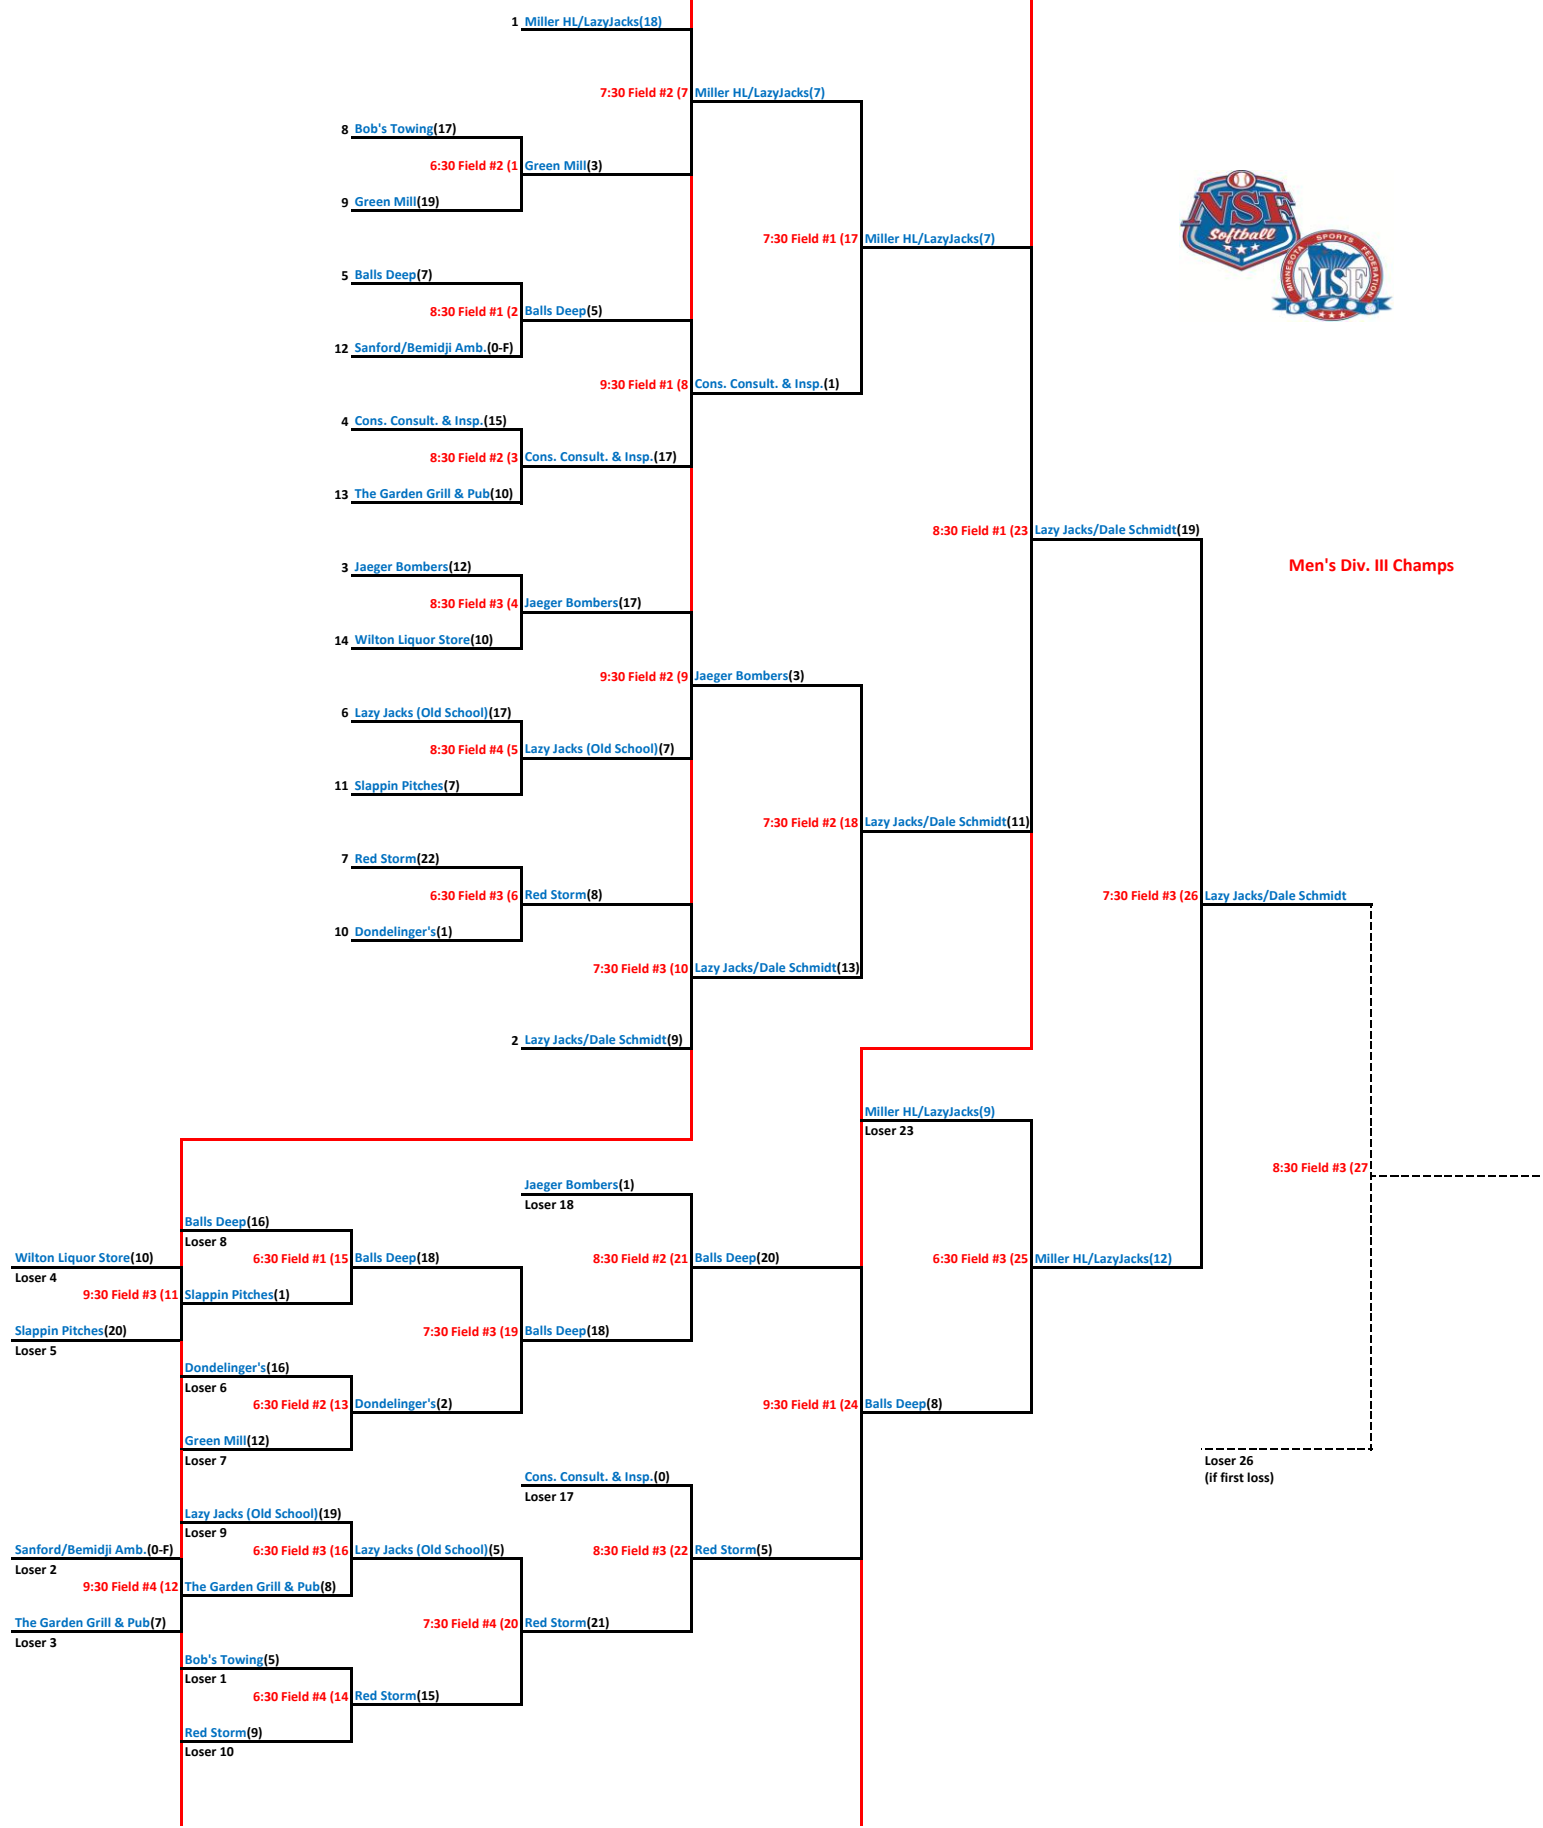 1 Miller HL/LazyJacks(18)
7:30 Field #2 (7 Miller HL/LazyJacks(7)
8 Bob's Towing(17)
6:30 Field #2 (1 Green Mill(3)
9 Green Mill(19)
NSF
Softball
7:30 Field #1 (17 Miller HL/LazyJacks(7)
MINNESOTA SPORTS FEDERATION
MSF
5 Balls Deep(7)
8:30 Field #1 (2 Balls Deep(5)
12 Sanford/Bemidji Amb.(0-F)
9:30 Field #1 (8 Cons. Consult. & Insp.(1)
4 Cons. Consult. & Insp.(15)
8:30 Field #2 (3 Cons. Consult. & Insp.(17)
13 The Garden Grill & Pub(10)
8:30 Field #1 (23 Lazy Jacks/Dale Schmidt(19)
3 Jaeger Bombers(12)
Men's Div. III Champs
8:30 Field #3 (4 Jaeger Bombers(17)
14 Wilton Liquor Store(10)
9:30 Field #2 (9 Jaeger Bombers(3)
6 Lazy Jacks (Old School)(17)
8:30 Field #4 (5 Lazy Jacks (Old School)(7)
11 Slappin Pitches(7)
7:30 Field #2 (18 Lazy Jacks/Dale Schmidt(11)
7 Red Storm(22)
6:30 Field #3 (6 Red Storm(8)
7:30 Field #3 (26 Lazy Jacks/Dale Schmidt
10 Dondelinger's(1)
7:30 Field #3 (10 Lazy Jacks/Dale Schmidt(13)
2 Lazy Jacks/Dale Schmidt(9)
Miller HL/LazyJacks(9)
Loser 23
8:30 Field #3 (27
Jaeger Bombers(1)
Loser 18
Balls Deep(16)
Loser 8
Wilton Liquor Store(10)
6:30 Field #1 (15 Balls Deep(18)
8:30 Field #2 (21 Balls Deep(20)
6:30 Field #3 (25 Miller HL/LazyJacks(12)
Loser 4
9:30 Field #3 (11 Slappin Pitches(1)
Slappin Pitches(20)
7:30 Field #3 (19 Balls Deep(18)
Loser 5
Dondelinger's(16)
Loser 6
6:30 Field #2 (13 Dondelinger's(2)
9:30 Field #1 (24 Balls Deep(8)
Green Mill(12)
Loser 7
Loser 26
(if first loss)
Cons. Consult. & Insp.(0)
Loser 17
Lazy Jacks (Old School)(19)
Loser 9
Sanford/Bemidji Amb.(0-F)
6:30 Field #3 (16 Lazy Jacks (Old School)(5)
8:30 Field #3 (22 Red Storm(5)
Loser 2
9:30 Field #4 (12 The Garden Grill & Pub(8)
The Garden Grill & Pub(7)
7:30 Field #4 (20 Red Storm(21)
Loser 3
Bob's Towing(5)
Loser 1
6:30 Field #4 (14 Red Storm(15)
Red Storm(9)
Loser 10